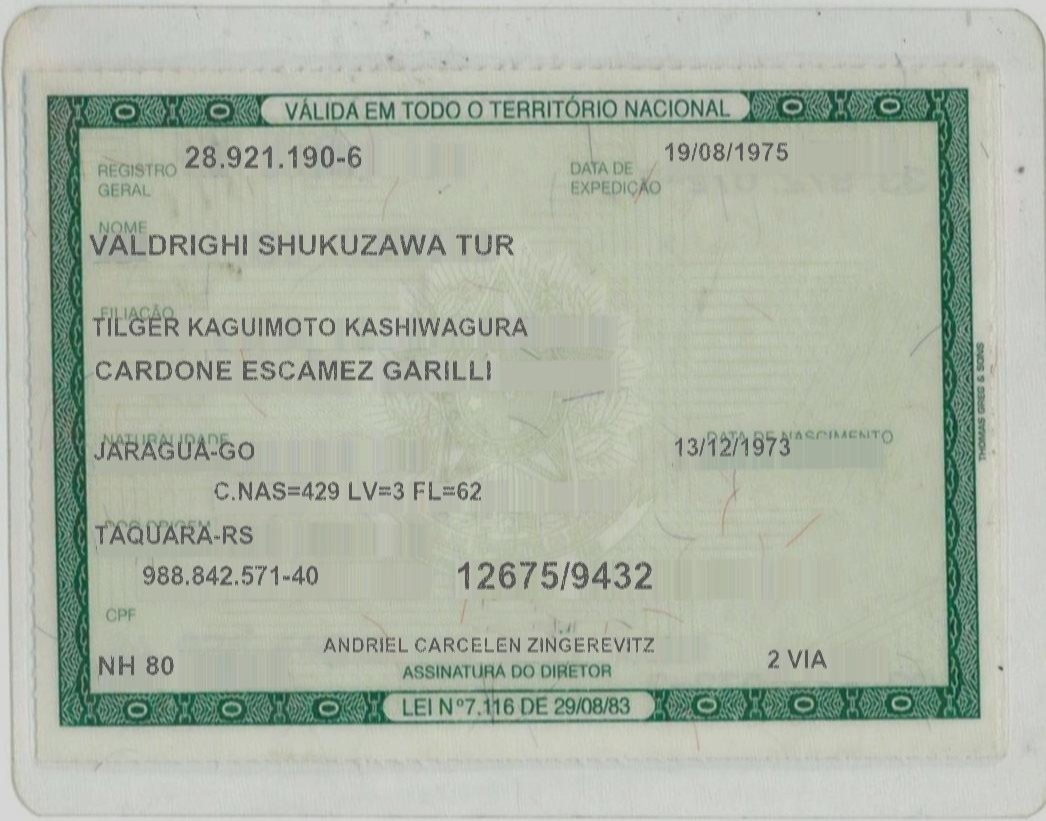 VÁLIDA EM TODO O TERRITÓRIO NACIONAL
REGISTRO GERAL 28.921.190-6 DATA DE EXPEDIÇÃO 19/08/1975
NOME
VALDRIGHI SHUKUZAWA TUR
FILIAÇÃO
TILGER KAGUIMOTO KASHIWAGURA
CARDONE ESCAMEZ GARILLI
NATURALIDADE DATA DE NASCIMENTO
JARAGUÁ-GO 13/12/1973
C.NAS=429 LV=3 FL=62
DOC ORIGEM
TAQUARA-RS
988.842.571-40 12675/9432
CPF
ANDRIEL CARCELEN ZINGEREVITZ
NH 80 ASSINATURA DO DIRETOR 2 VIA
LEI Nº7.116 DE 29/08/83
THOMAS GREG & SONS